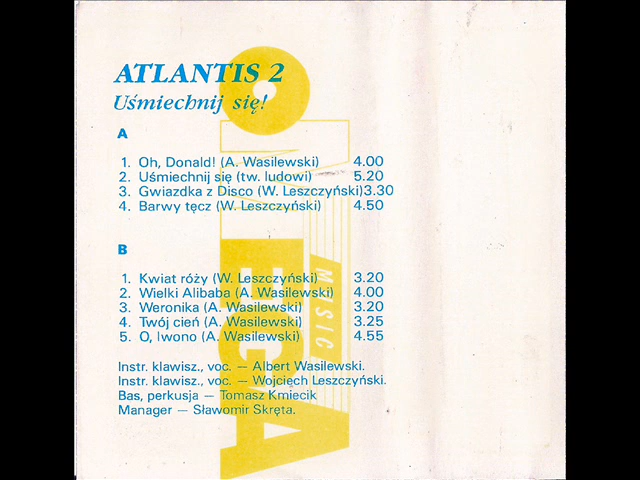 ATLANTIS 2
Uśmiechnij się!
A
1. Oh, Donald! (A. Wasilewski) 4.00
2. Uśmiechnij się (tw. ludowi) 5.20
3. Gwiazdka z Disco (W. Leszczyński) 3.30
4. Barwy tęcz (W. Leszczyński) 4.50
B
1. Kwiat róży (W. Leszczyński) 3.20
2. Wielki Alibaba (A. Wasilewski) 4.00
3. Weronika (A. Wasilewski) 3.20
4. Twój cień (A. Wasilewski) 3.25
5. O, Iwono (A. Wasilewski) 4.55
Instr. klawisz., voc. — Albert Wasilewski.
Instr. klawisz., voc. — Wojcięch Leszczyński.
Bas, perkusja — Tomasz Kmiecik
Manager — Sławomir Skręta.
OMEGA
MUSIC